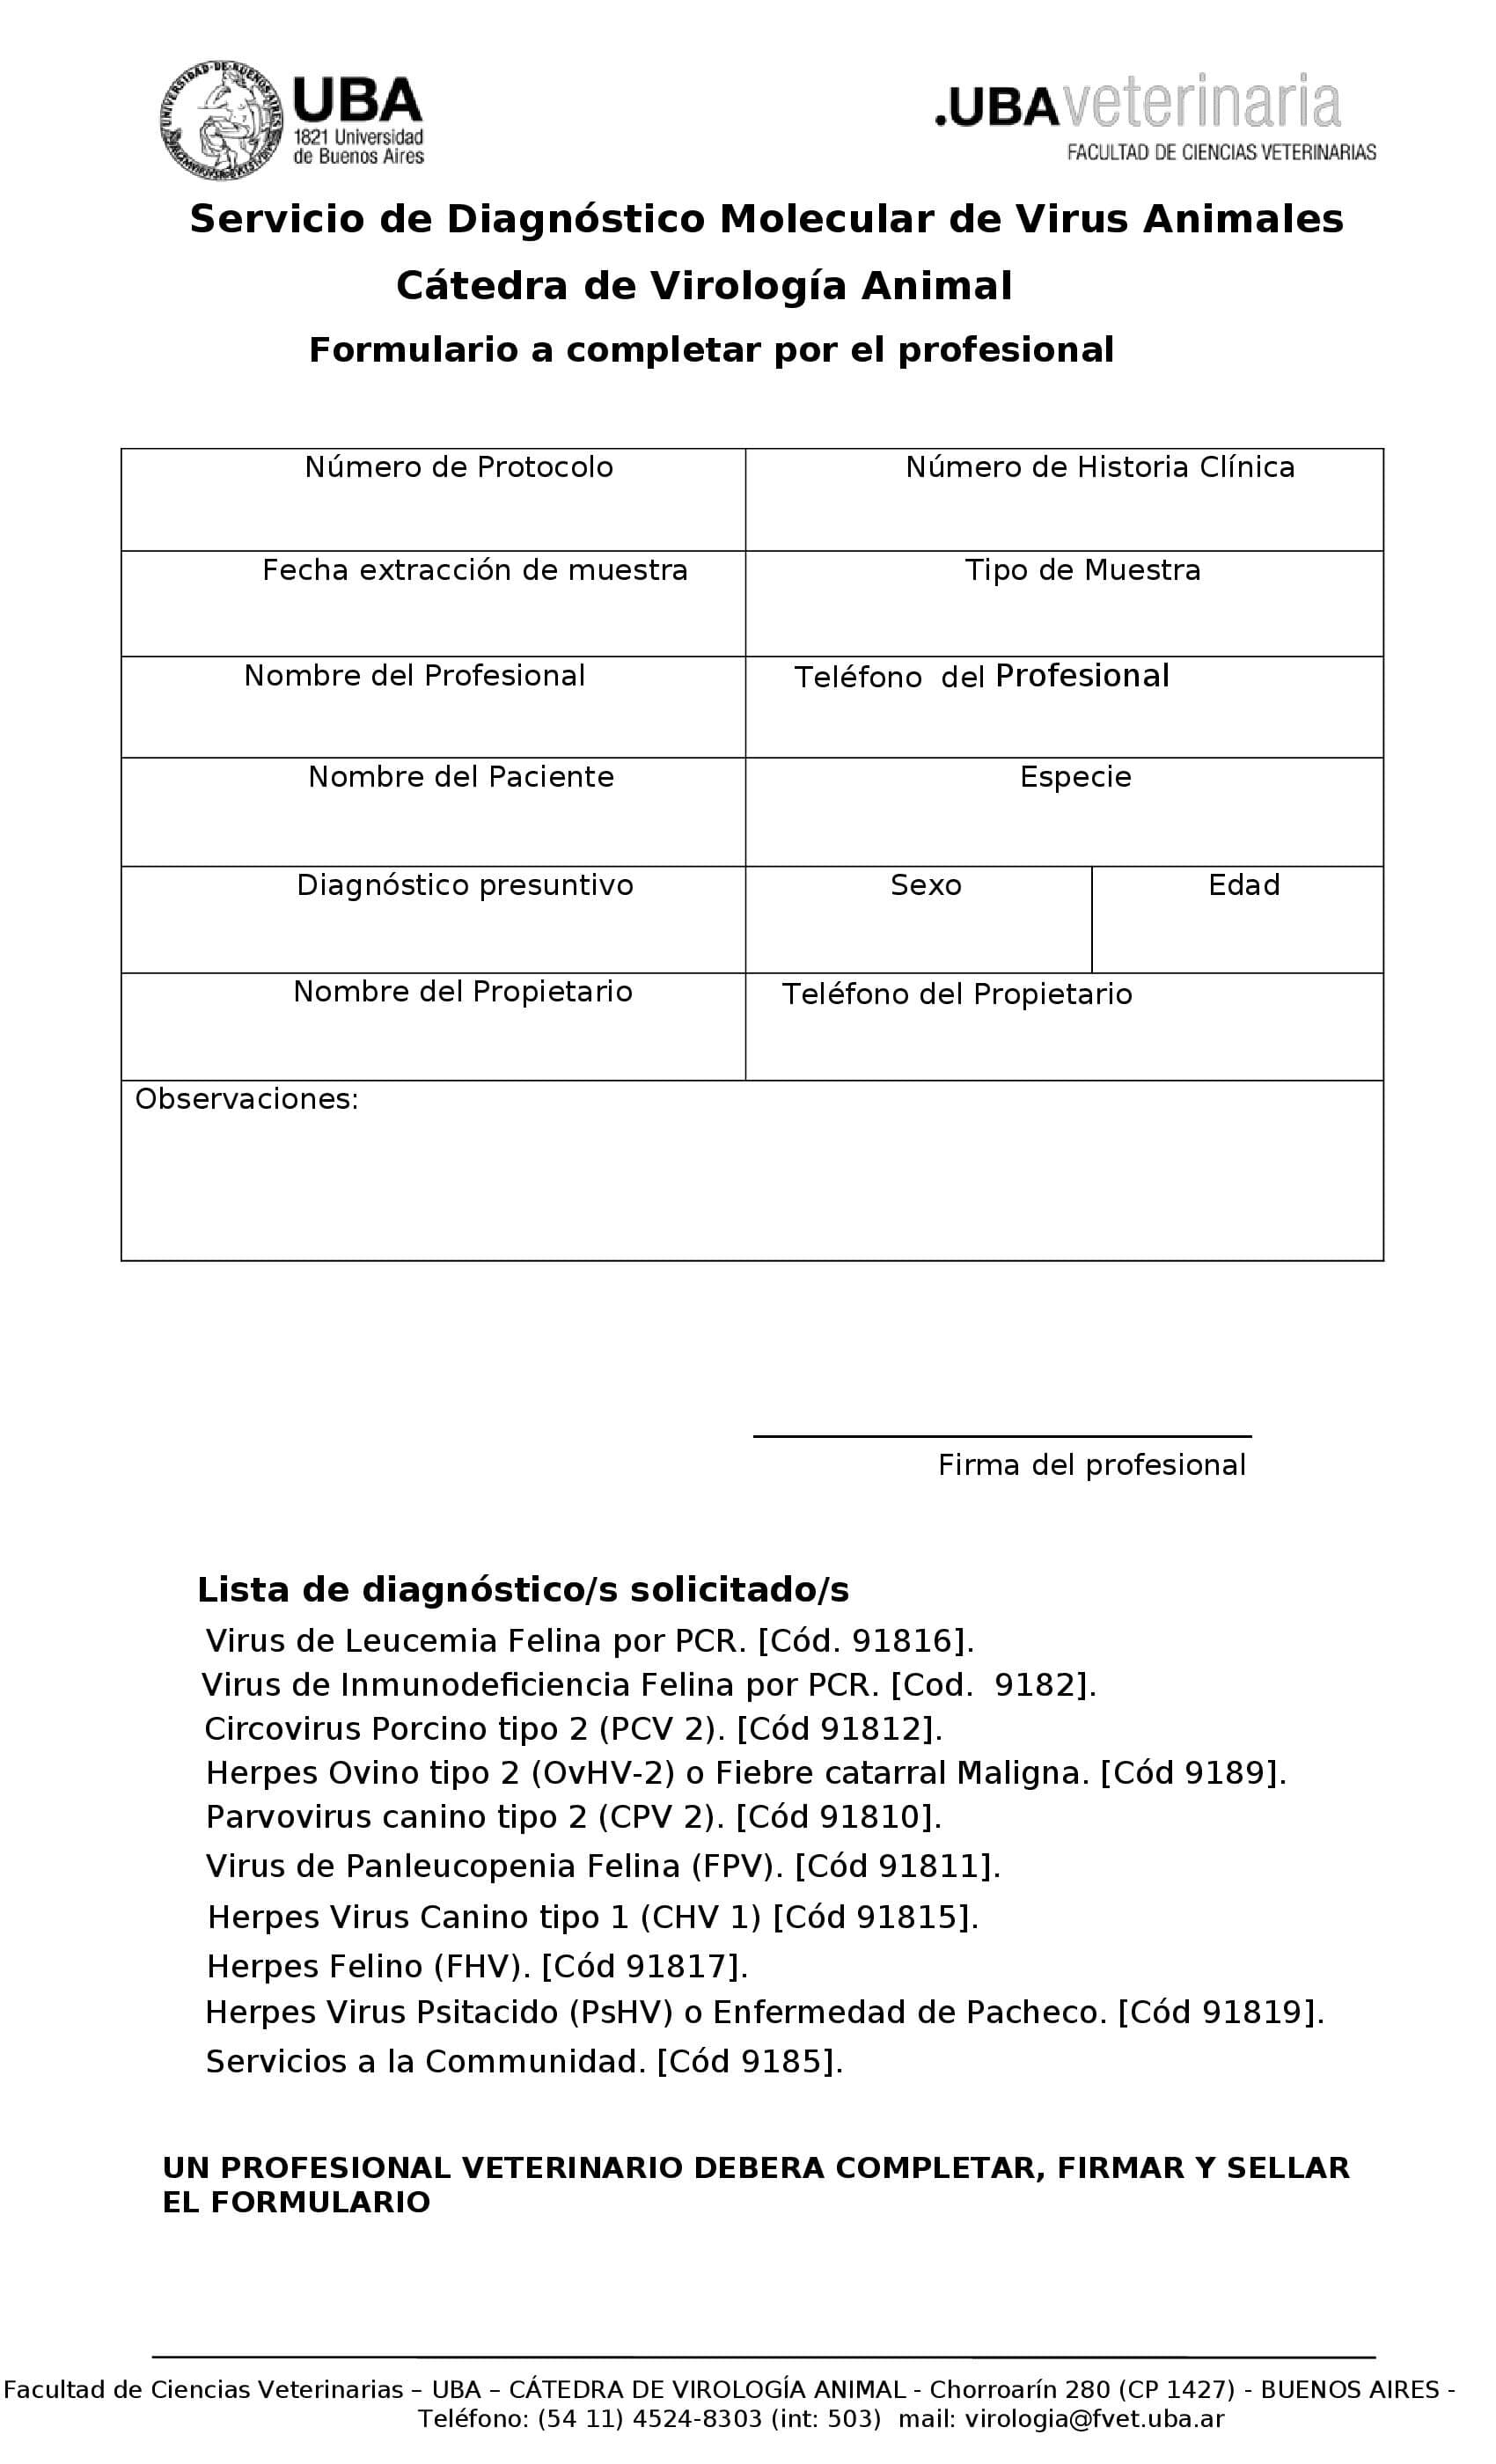 UNIVERSIDAD DE BUENOS AIRES
UBA
1821 Universidad
de Buenos Aires
.UBAveterinaria
FACULTAD DE CIENCIAS VETERINARIAS
Servicio de Diagnóstico Molecular de Virus Animales
Cátedra de Virología Animal
Formulario a completar por el profesional
Número de Protocolo
Número de Historia Clínica
Fecha extracción de muestra
Tipo de Muestra
Nombre del Profesional
Teléfono  del Profesional
Nombre del Paciente
Especie
Diagnóstico presuntivo
Sexo
Edad
Nombre del Propietario
Teléfono del Propietario
Observaciones:
Firma del profesional
Lista de diagnóstico/s solicitado/s
Virus de Leucemia Felina por PCR. [Cód. 91816].
Virus de Inmunodeficiencia Felina por PCR. [Cod.  9182].
Circovirus Porcino tipo 2 (PCV 2). [Cód 91812].
Herpes Ovino tipo 2 (OvHV-2) o Fiebre catarral Maligna. [Cód 9189].
Parvovirus canino tipo 2 (CPV 2). [Cód 91810].
Virus de Panleucopenia Felina (FPV). [Cód 91811].
Herpes Virus Canino tipo 1 (CHV 1) [Cód 91815].
Herpes Felino (FHV). [Cód 91817].
Herpes Virus Psitacido (PsHV) o Enfermedad de Pacheco. [Cód 91819].
Servicios a la Communidad. [Cód 9185].
UN PROFESIONAL VETERINARIO DEBERA COMPLETAR, FIRMAR Y SELLAR
EL FORMULARIO
Facultad de Ciencias Veterinarias – UBA – CÁTEDRA DE VIROLOGÍA ANIMAL - Chorroarín 280 (CP 1427) - BUENOS AIRES -
Teléfono: (54 11) 4524-8303 (int: 503)  mail: virologia@fvet.uba.ar